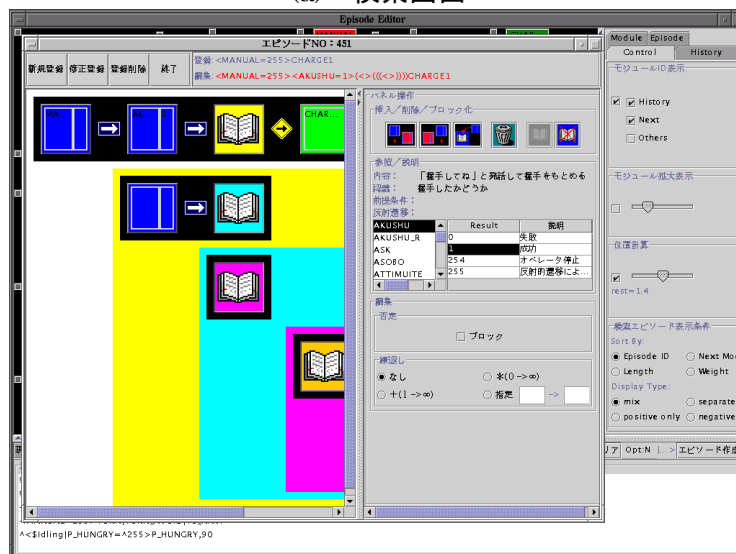 Episode Editor
エピソードNO：451
新規登録 修正登録 登録削除 終了
登録: <MANUAL=255>CHARGE1
編集: <MANUAL=255><AKUSHU=1>(<>(((<>))))CHARGE1
MA.
AK... 1
CHAR...
パネル操作
挿入／削除／ブロック化
参照／説明
内容： 「握手してね」と発話して握手をもとめる
認識： 握手したかどうか
前提条件：
反射遷移：
AKUSHU
AKUSHU_R
ASK
ASOBO
ATTIMUITE
Result 説明
0 失敗
1 成功
254 オペレータ停止
255 反射的遷移によ...
編集
否定
ブロック
繰返し
なし
*(0->∞)
+(1->∞)
指定 ->
Module Episode
Control History
モジュールID表示
History
Next
Others
モジュール拡大表示
位置計算
rest=1.4
検索エピソード表示条件
Sort By:
Episode ID Next Mo
Length Weight
Display Type:
mix separate
positive only negative
リア Opt:N |...> エピソード作成
^<$Idling|P_HUNGRY=^255>P_HUNGRY,90